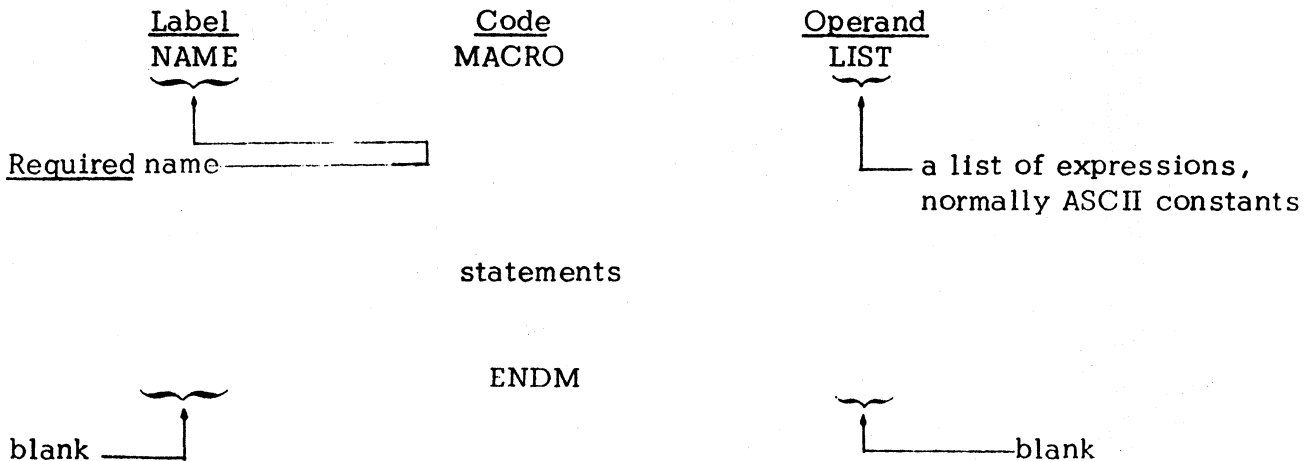 Label Code Operand
NAME MACRO LIST
Required name a list of expressions,
normally ASCII constants
statements
ENDM
blank blank